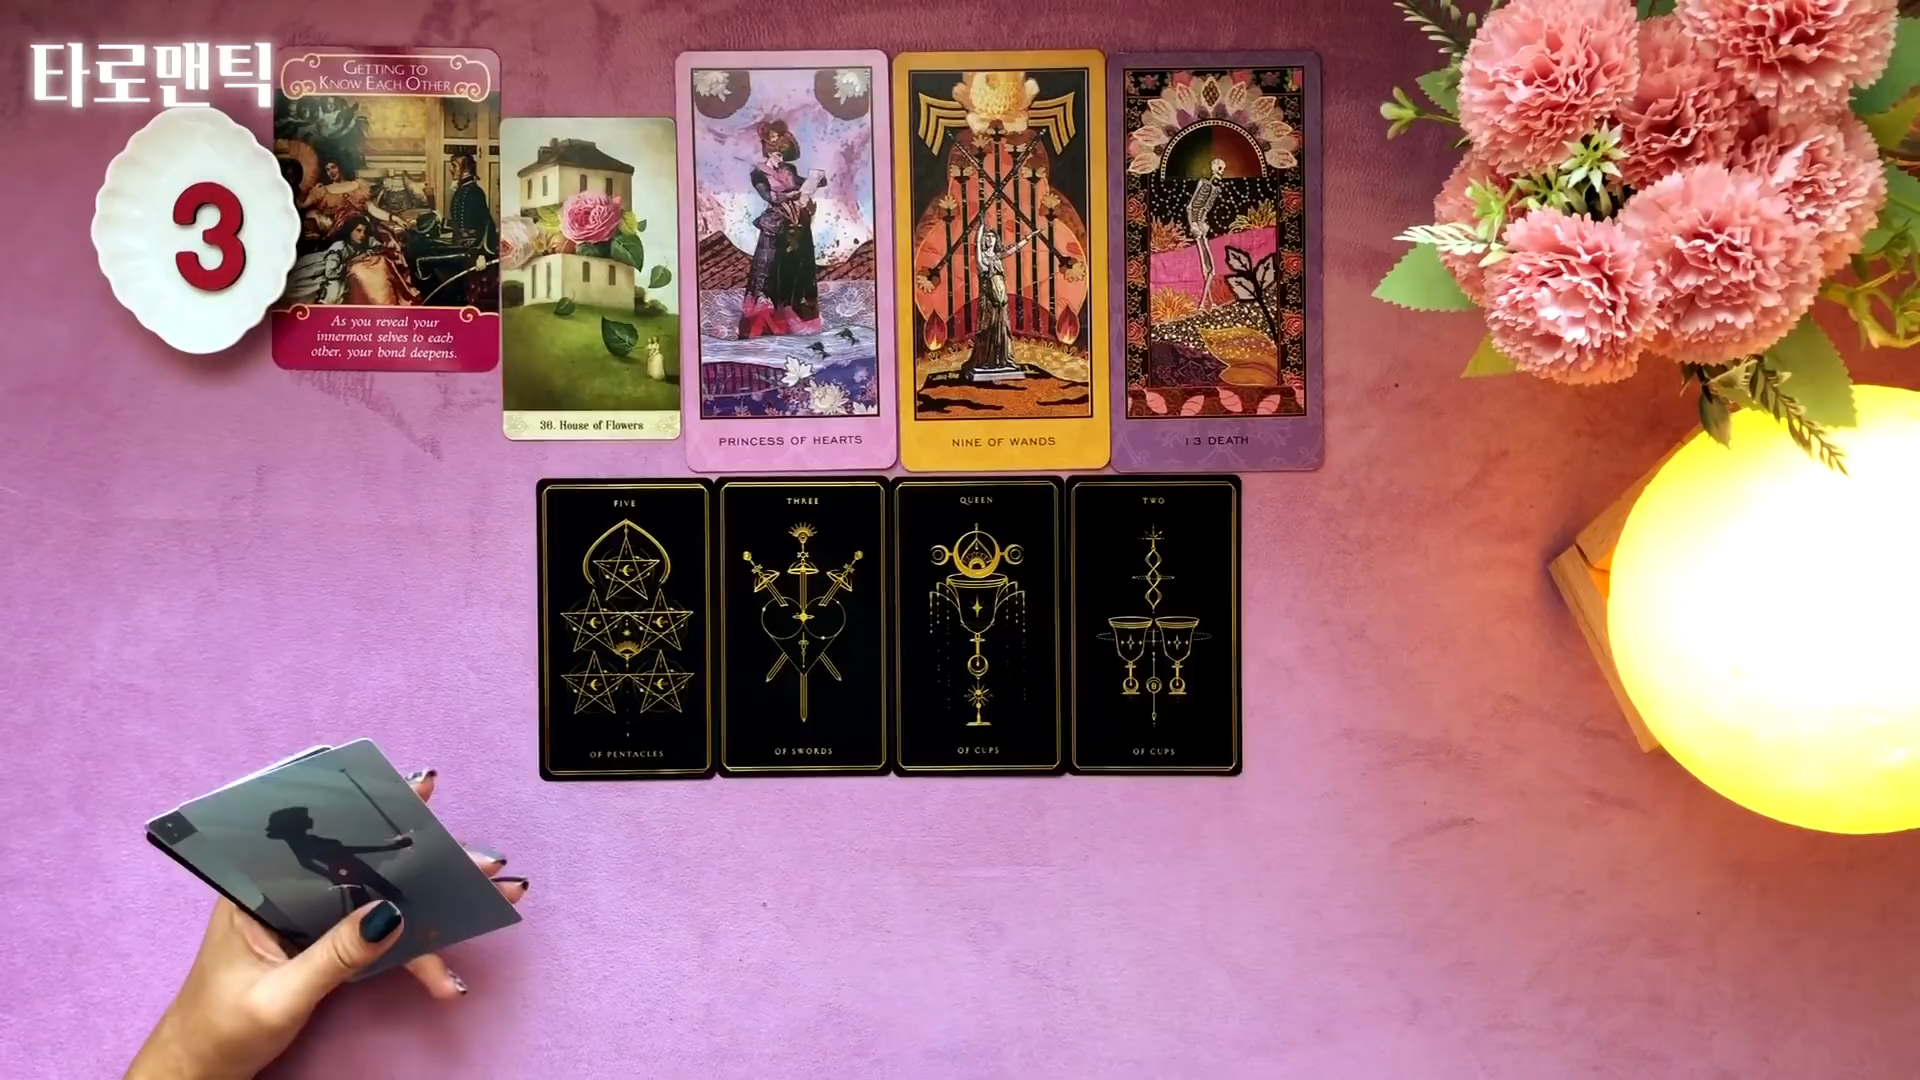 타로맨틱
3
GETTING TO
KNOW EACH OTHER
As you reveal your
innermost selves to each
other, your bond deepens.
36. House of Flowers
PRINCESS OF HEARTS
NINE OF WANDS
13 DEATH
FIVE
OF PENTACLES
THREE
OF SWORDS
QUEEN
OF CUPS
TWO
OF CUPS